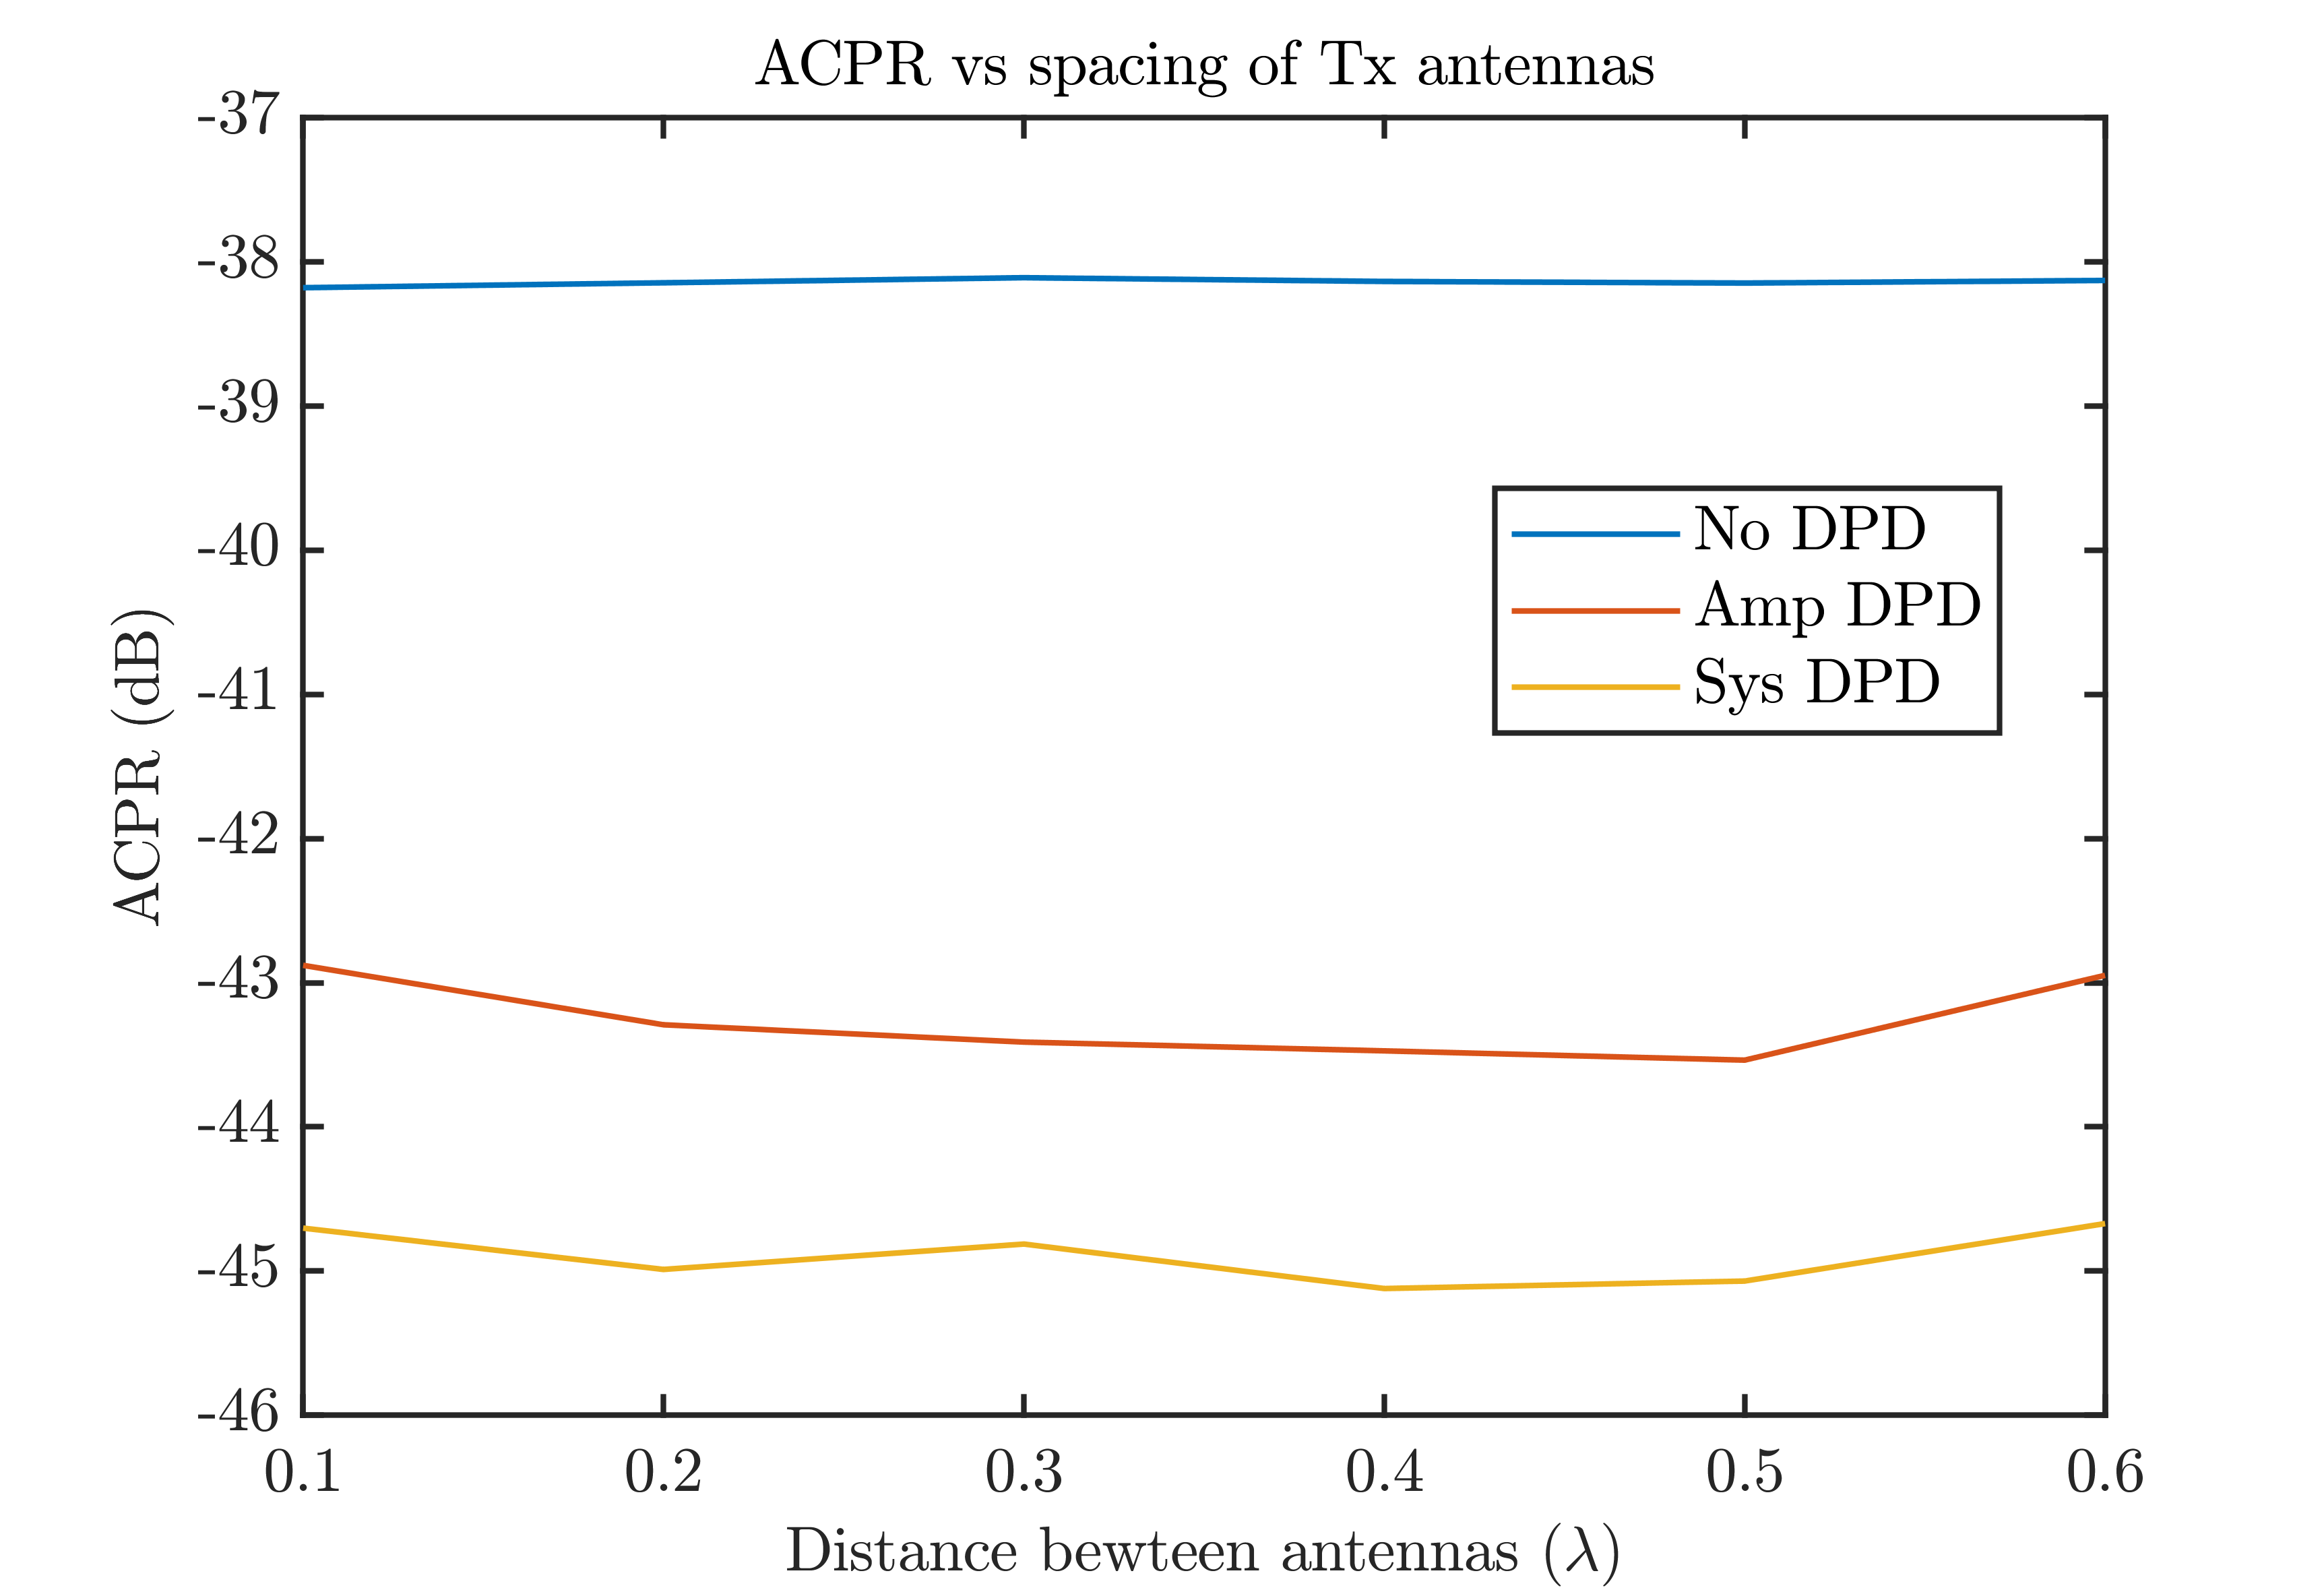 ACPR vs spacing of Tx antennas
-37
-38
-39
-40
-41
-42
-43
-44
-45
-46
ACPR (dB)
No DPD
Amp DPD
Sys DPD
0.1 0.2 0.3 0.4 0.5 0.6
Distance bewteen antennas (λ)